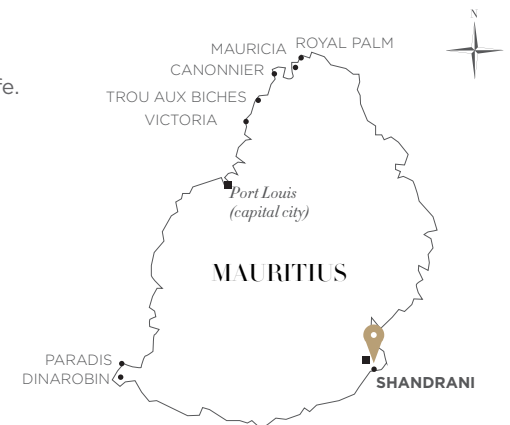 N
ROYAL PALM
MAURICIA
CANONNIER
fe.
TROU AUX BICHES
VICTORIA
Port Louis
(capital city)
MAURITIUS
PARADIS
DINAROBIN
SHANDRANI